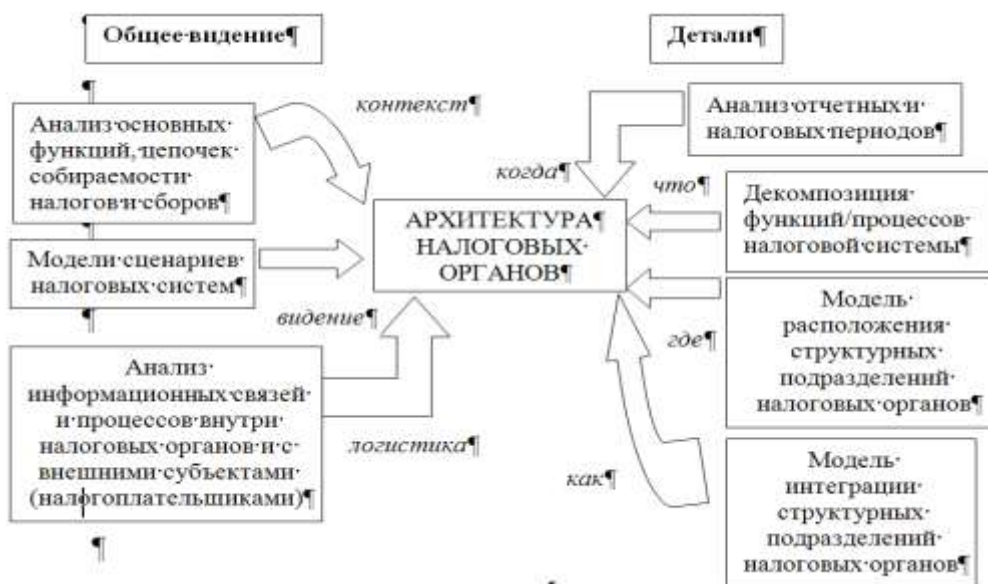 Общее видение¶
Детали¶
¶
¶
Анализ основных
функций, цепочек
собираемости
налогов и сборов¶
контекст¶
Анализ отчетных и
налоговых периодов¶
когда¶
что¶
АРХИТЕКТУРА¶
НАЛОГОВЫХ
ОРГАНОВ¶
Декомпозиция
функций/процессов
налоговой системы¶
Модели сценариев
налоговых систем¶
¶
видение¶
где¶
Модель
расположения
структурных
подразделений
налоговых органов¶
Анализ
информационных связей
и процессов внутри
налоговых органов и с
внешними субъектами
(налогоплательщиками)¶
логистика¶
как¶
Модель
интеграции
структурных
подразделений
налоговых органов¶
¶